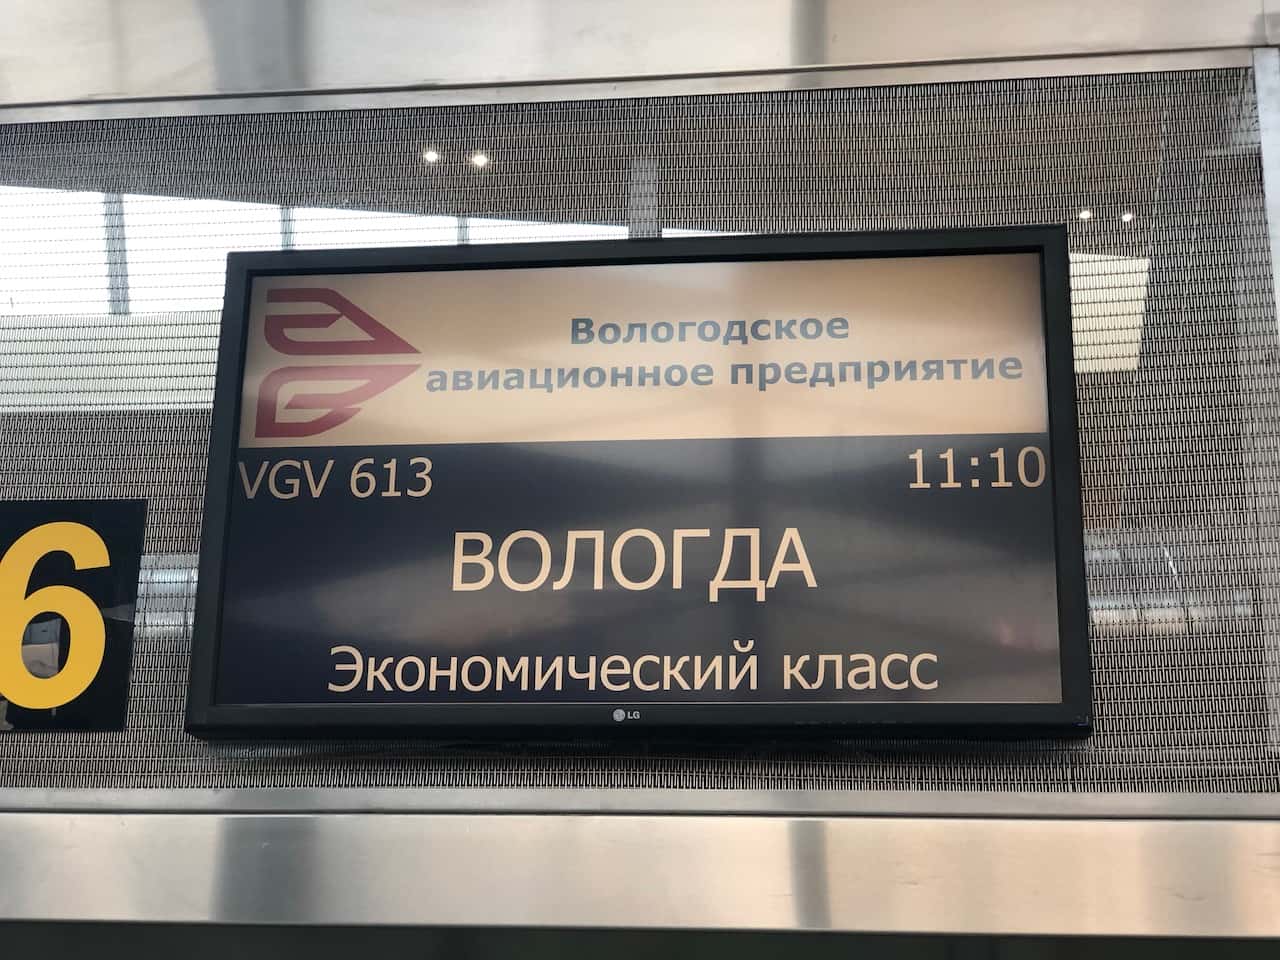 Вологодское
авиационное предприятие
VGV 613
11:10
ВОЛОГДА
Экономический класс
6
LG